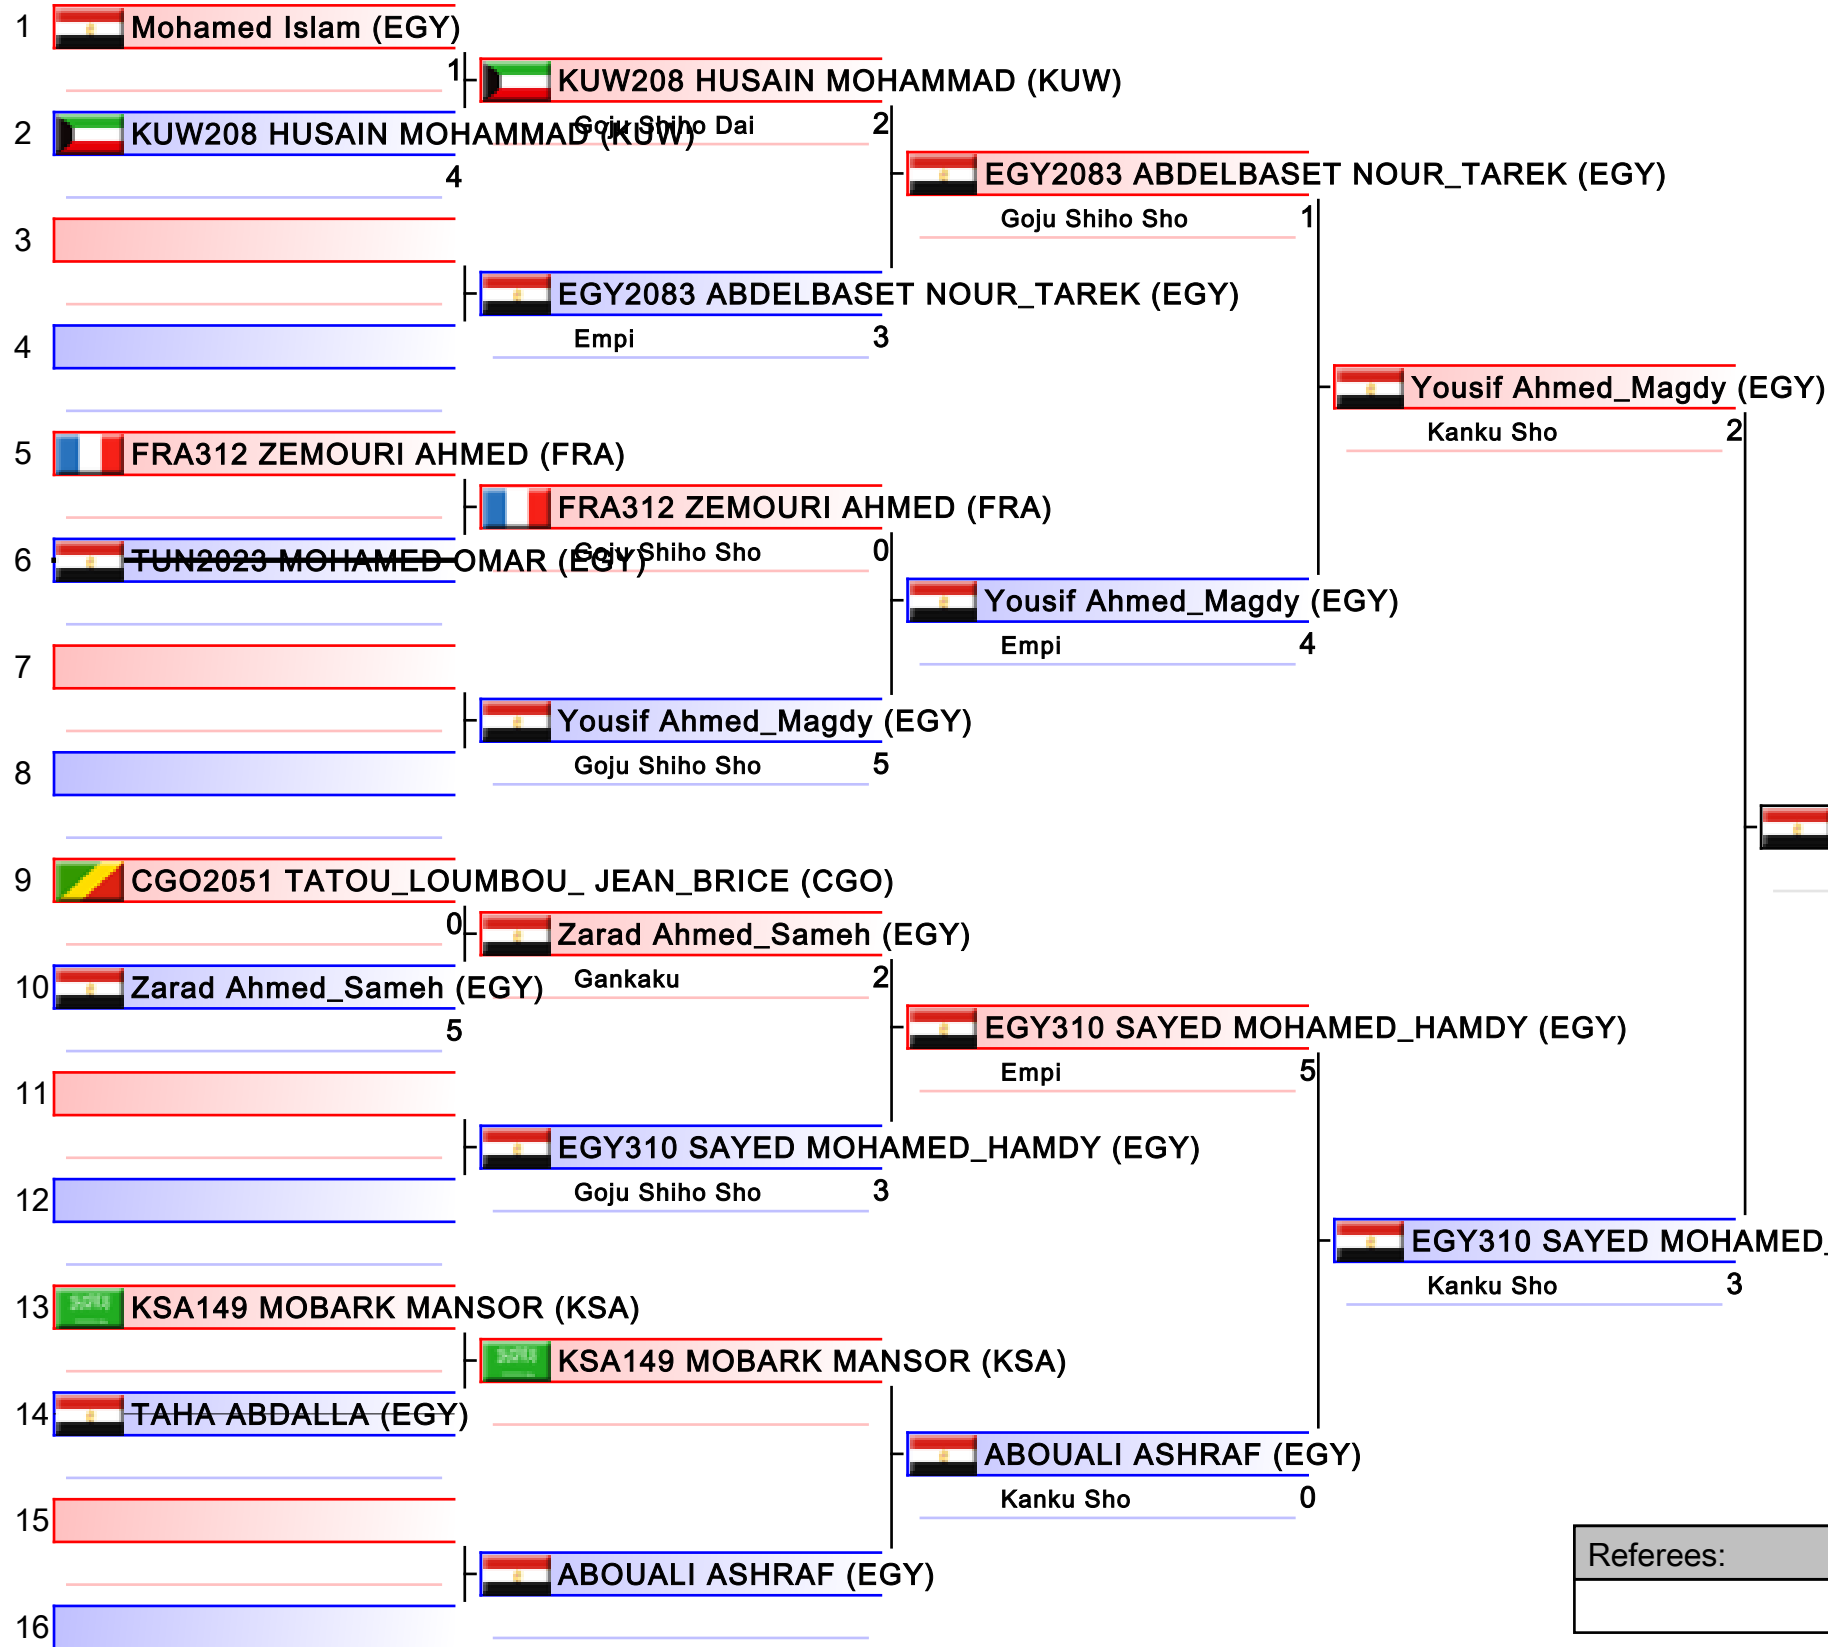 1 Mohamed Islam (EGY)
1
KUW208 HUSAIN MOHAMMAD (KUW)
Goju Shiho Dai 2
2 KUW208 HUSAIN MOHAMMAD (KUW)
4
EGY2083 ABDELBASET NOUR_TAREK (EGY)
Goju Shiho Sho 1
3
EGY2083 ABDELBASET NOUR_TAREK (EGY)
Empi 3
4
Yousif Ahmed_Magdy (EGY)
Kanku Sho 2
5 FRA312 ZEMOURI AHMED (FRA)
FRA312 ZEMOURI AHMED (FRA)
Goju Shiho Sho 0
6 TUN2023 MOHAMED OMAR (EGY)
Yousif Ahmed_Magdy (EGY)
Empi 4
7
Yousif Ahmed_Magdy (EGY)
Goju Shiho Sho 5
8
9 CGO2051 TATOU_LOUMBOU_ JEAN_BRICE (CGO)
0
Zarad Ahmed_Sameh (EGY)
Gankaku 2
10 Zarad Ahmed_Sameh (EGY)
5
EGY310 SAYED MOHAMED_HAMDY (EGY)
Empi 5
11
EGY310 SAYED MOHAMED_HAMDY (EGY)
Goju Shiho Sho 3
12
EGY310 SAYED MOHAMED_
Kanku Sho 3
13 KSA149 MOBARK MANSOR (KSA)
KSA149 MOBARK MANSOR (KSA)
14 TAHA ABDALLA (EGY)
ABOUALI ASHRAF (EGY)
Kanku Sho 0
15
ABOUALI ASHRAF (EGY)
16
Referees: